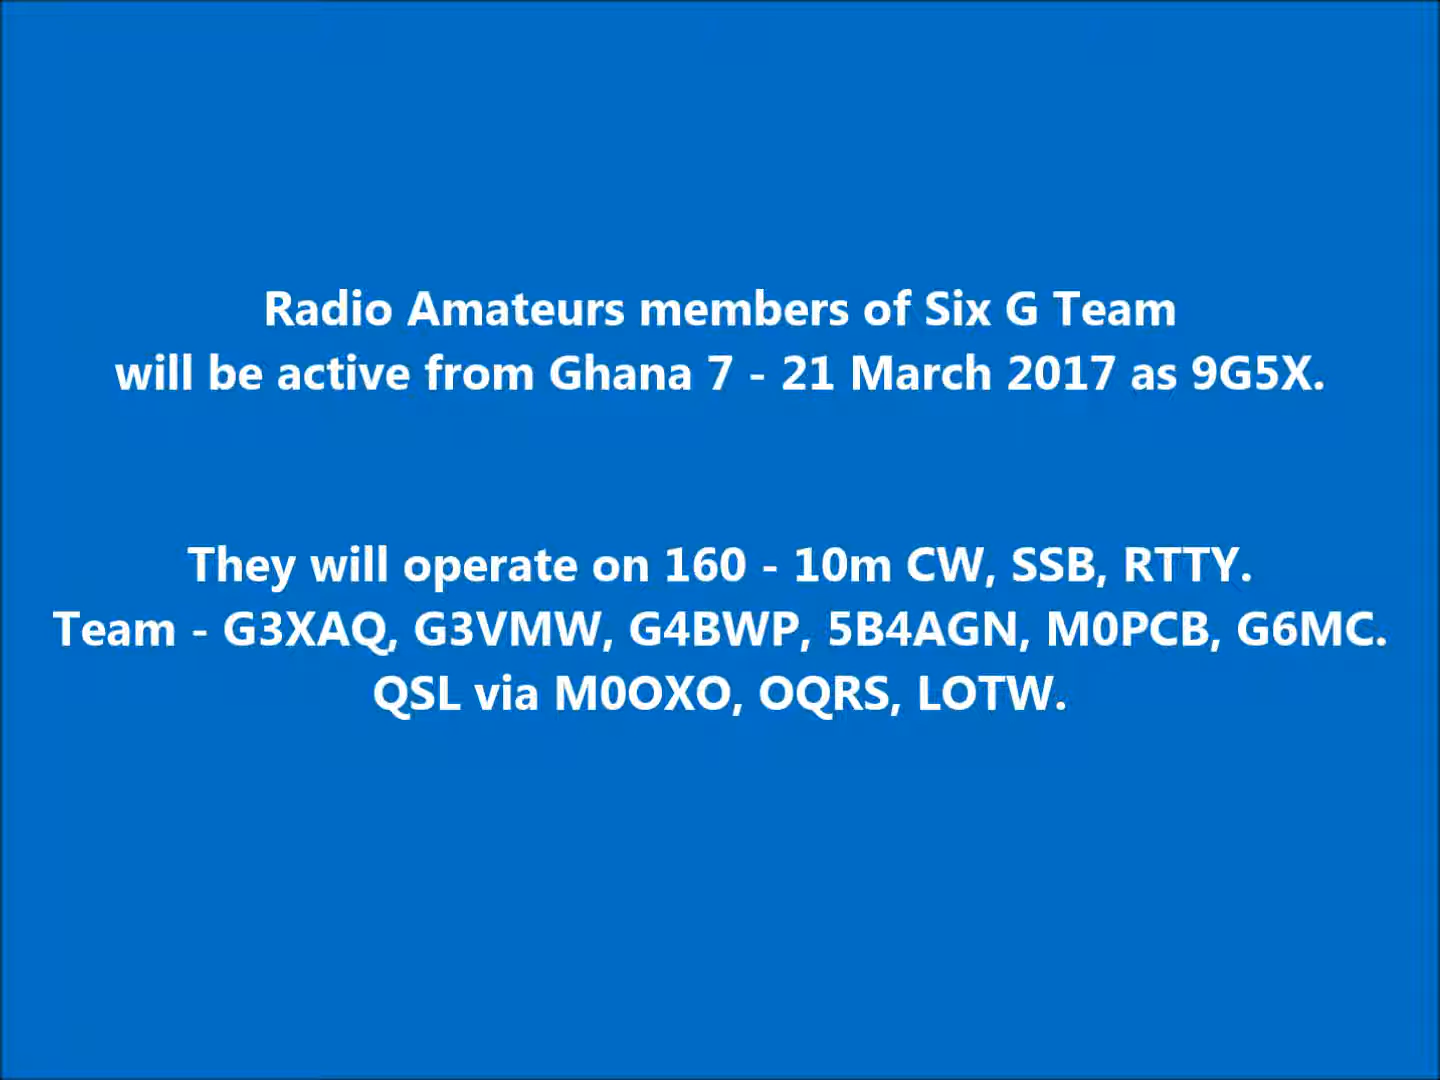 Radio Amateurs members of Six G Team
will be active from Ghana 7 - 21 March 2017 as 9G5X.
They will operate on 160 - 10m CW, SSB, RTTY.
Team - G3XAQ, G3VMW, G4BWP, 5B4AGN, M0PCB, G6MC.
QSL via M0OXO, OQRS, LOTW.